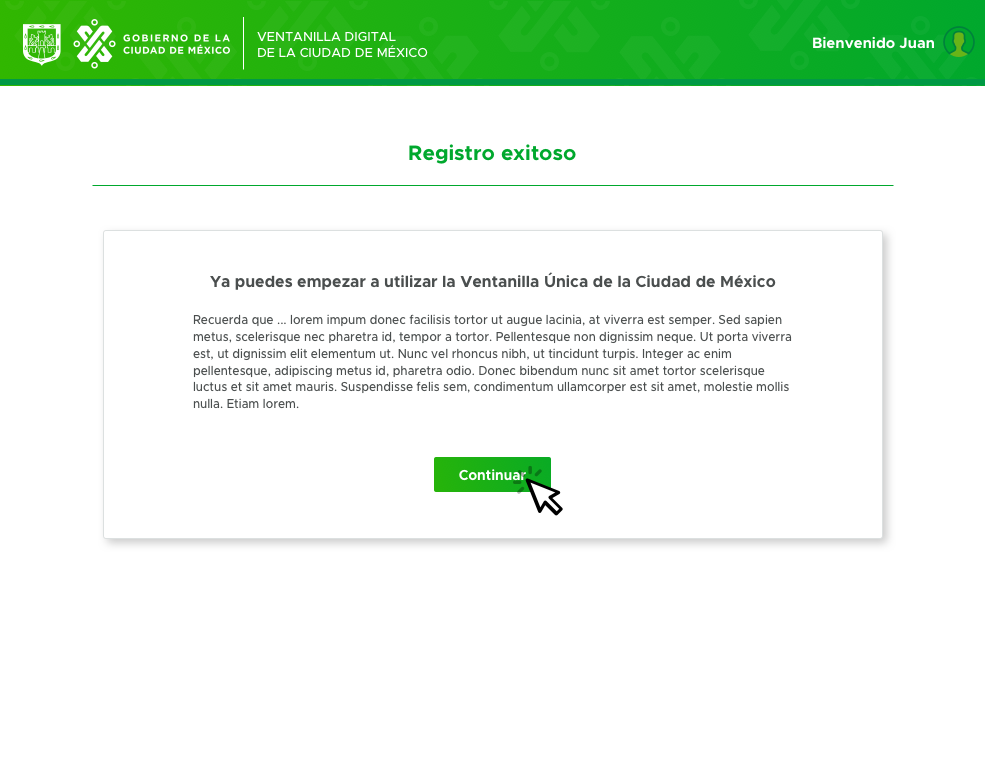 GOBIERNO DE LA
CIUDAD DE MÉXICO
VENTANILLA DIGITAL
DE LA CIUDAD DE MÉXICO
Bienvenido Juan
Registro exitoso
Ya puedes empezar a utilizar la Ventanilla Única de la Ciudad de México
Recuerda que ... lorem impum donec facilisis tortor ut augue lacinia, at viverra est semper. Sed sapien
metus, scelerisque nec pharetra id, tempor a tortor. Pellentesque non dignissim neque. Ut porta viverra
est, ut dignissim elit elementum ut. Nunc vel rhoncus nibh, ut tincidunt turpis. Integer ac enim
pellentesque, adipiscing metus id, pharetra odio. Donec bibendum nunc sit amet tortor scelerisque
luctus et sit amet mauris. Suspendisse felis sem, condimentum ullamcorper est sit amet, molestie mollis
nulla. Etiam lorem.
Continuar